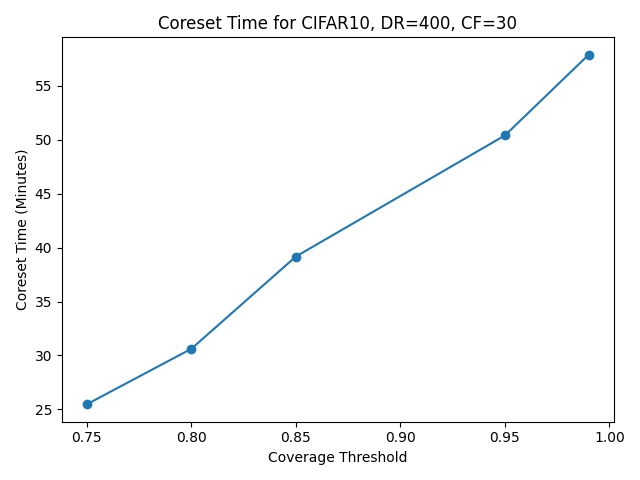 Coreset Time for CIFAR10, DR=400, CF=30
Coreset Time (Minutes)
55
50
45
40
35
30
25
0.75 0.80 0.85 0.90 0.95 1.00
Coverage Threshold